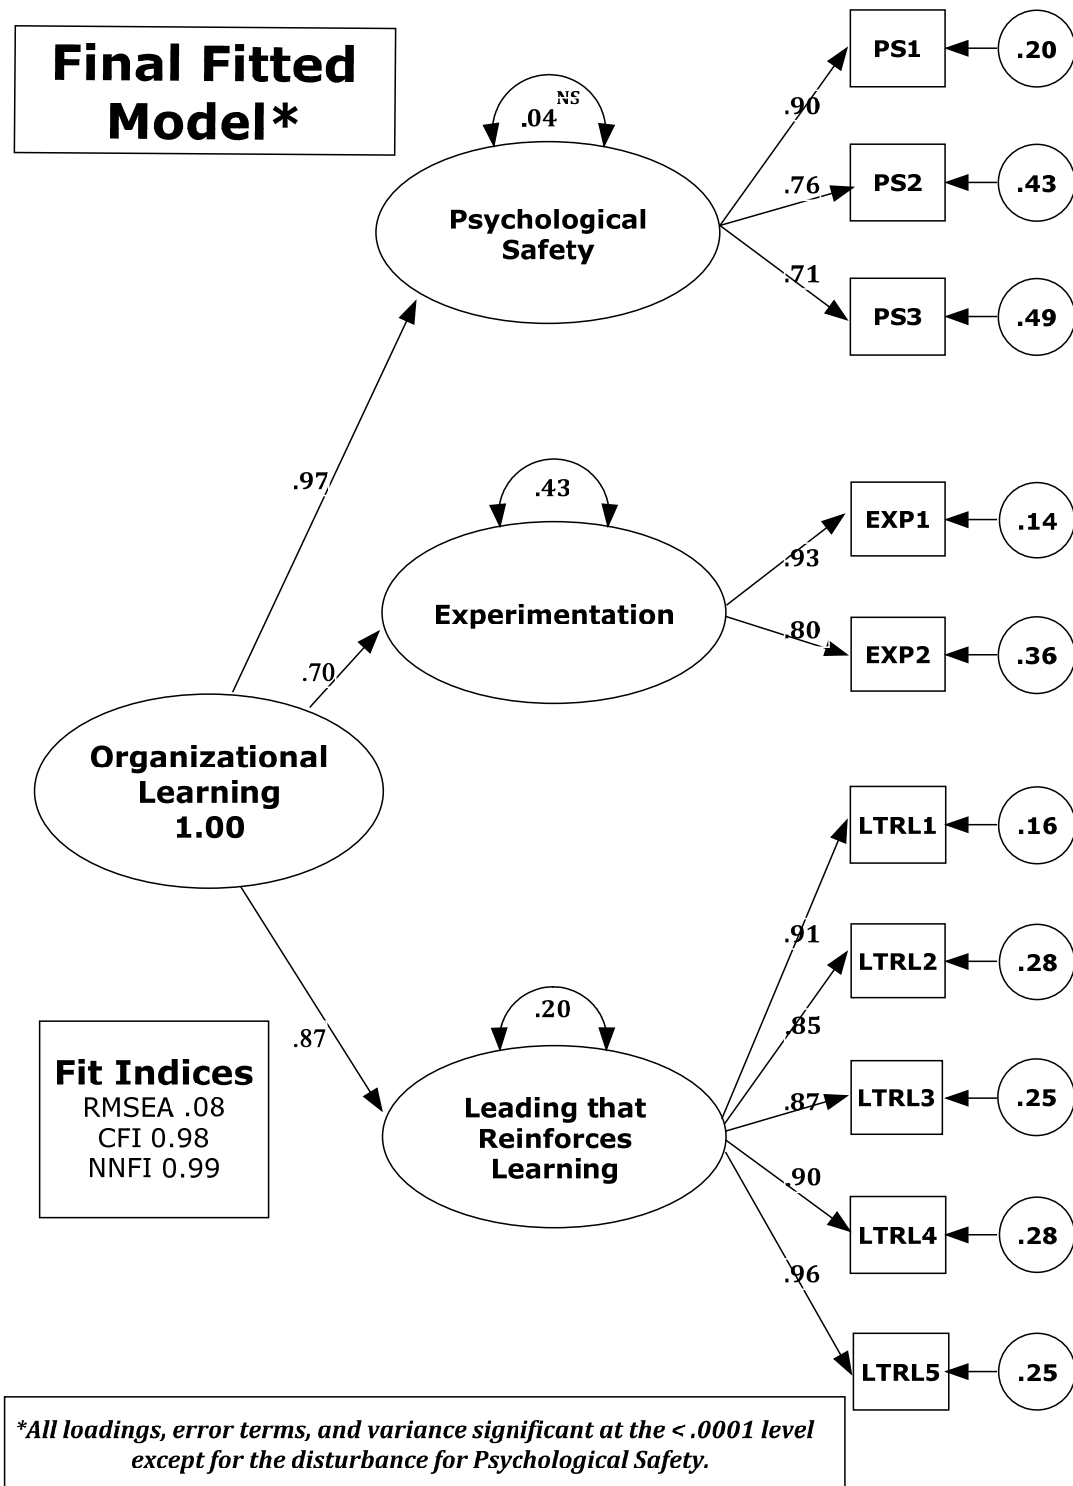 Final Fitted
Model*
PS1
.20
.04
NS
.90
PS2
.43
.76
Psychological
Safety
.71
PS3
.49
.97
.43
EXP1
.14
.93
Experimentation
.80
EXP2
.36
.70
Organizational
Learning
1.00
LTRL1
.16
.91
LTRL2
.28
.20
.85
.87
Fit Indices
RMSEA .08
CFI 0.98
NNFI 0.99
.87
LTRL3
.25
Leading that
Reinforces
Learning
.90
LTRL4
.28
.96
LTRL5
.25
*All loadings, error terms, and variance significant at the < .0001 level
except for the disturbance for Psychological Safety.